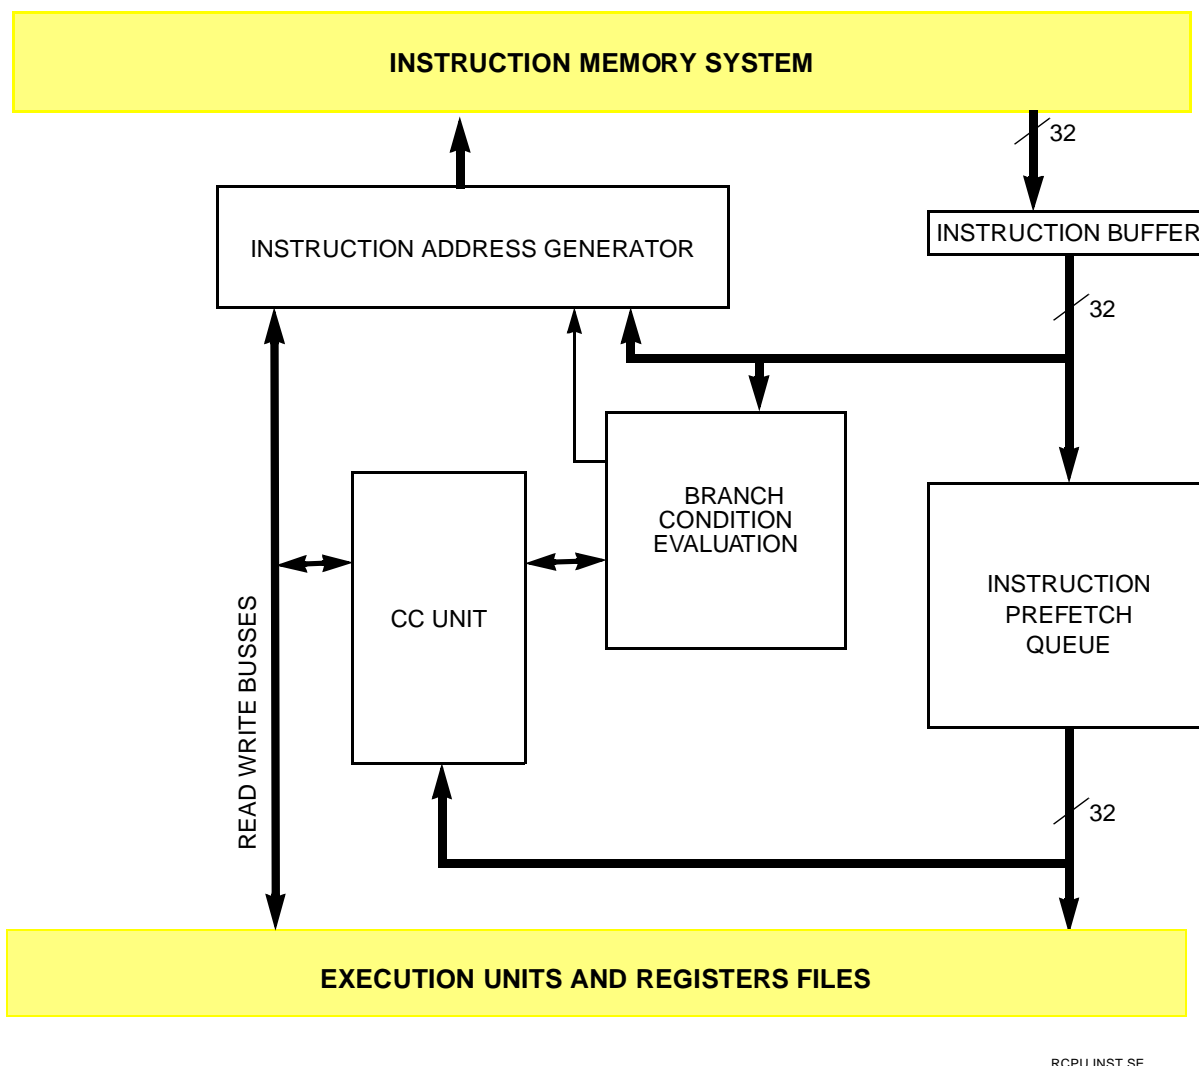 INSTRUCTION MEMORY SYSTEM
32
INSTRUCTION ADDRESS GENERATOR
INSTRUCTION BUFFER
32
BRANCH
CONDITION
EVALUATION
CC UNIT
INSTRUCTION
PREFETCH
QUEUE
READ WRITE BUSSES
32
EXECUTION UNITS AND REGISTERS FILES